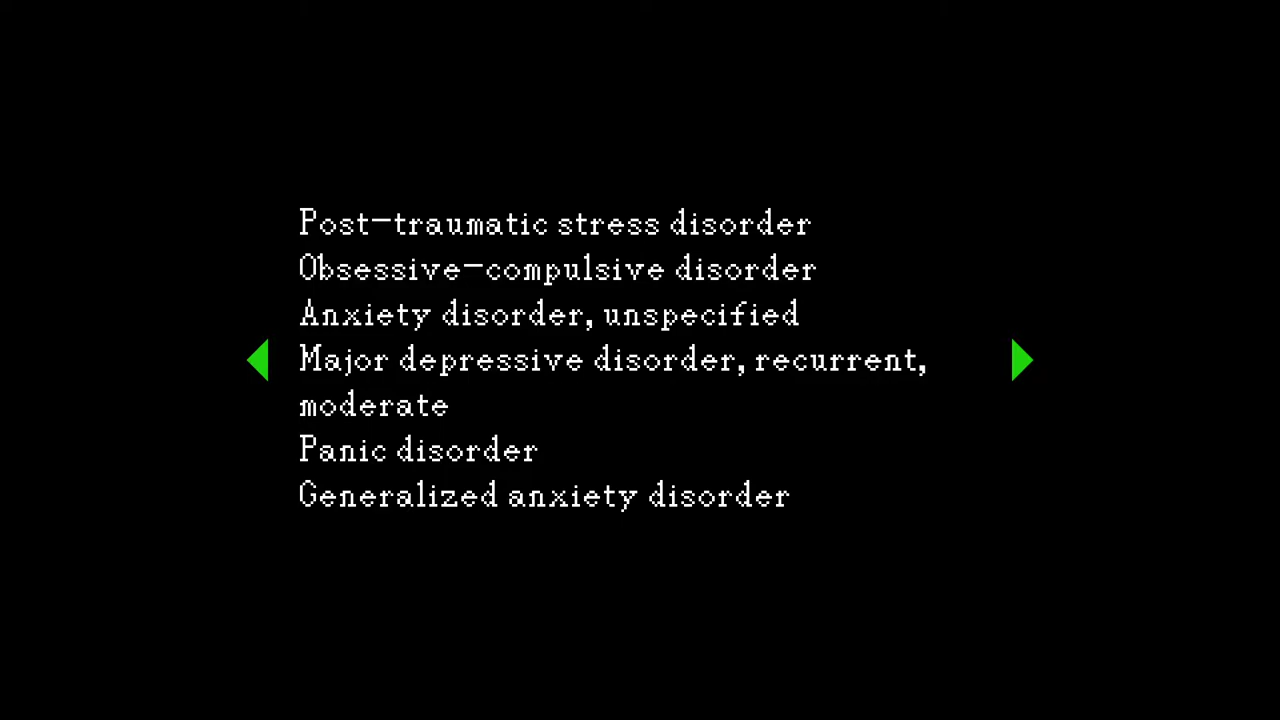 Post-traumatic stress disorder
Obsessive-compulsive disorder
Anxiety disorder, unspecified
Major depressive disorder, recurrent,
moderate
Panic disorder
Generalized anxiety disorder